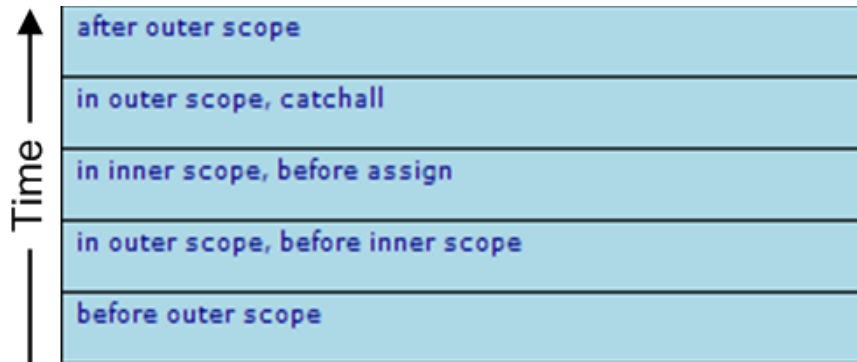 Time
after outer scope
in outer scope, catchall
in inner scope, before assign
in outer scope, before inner scope
before outer scope